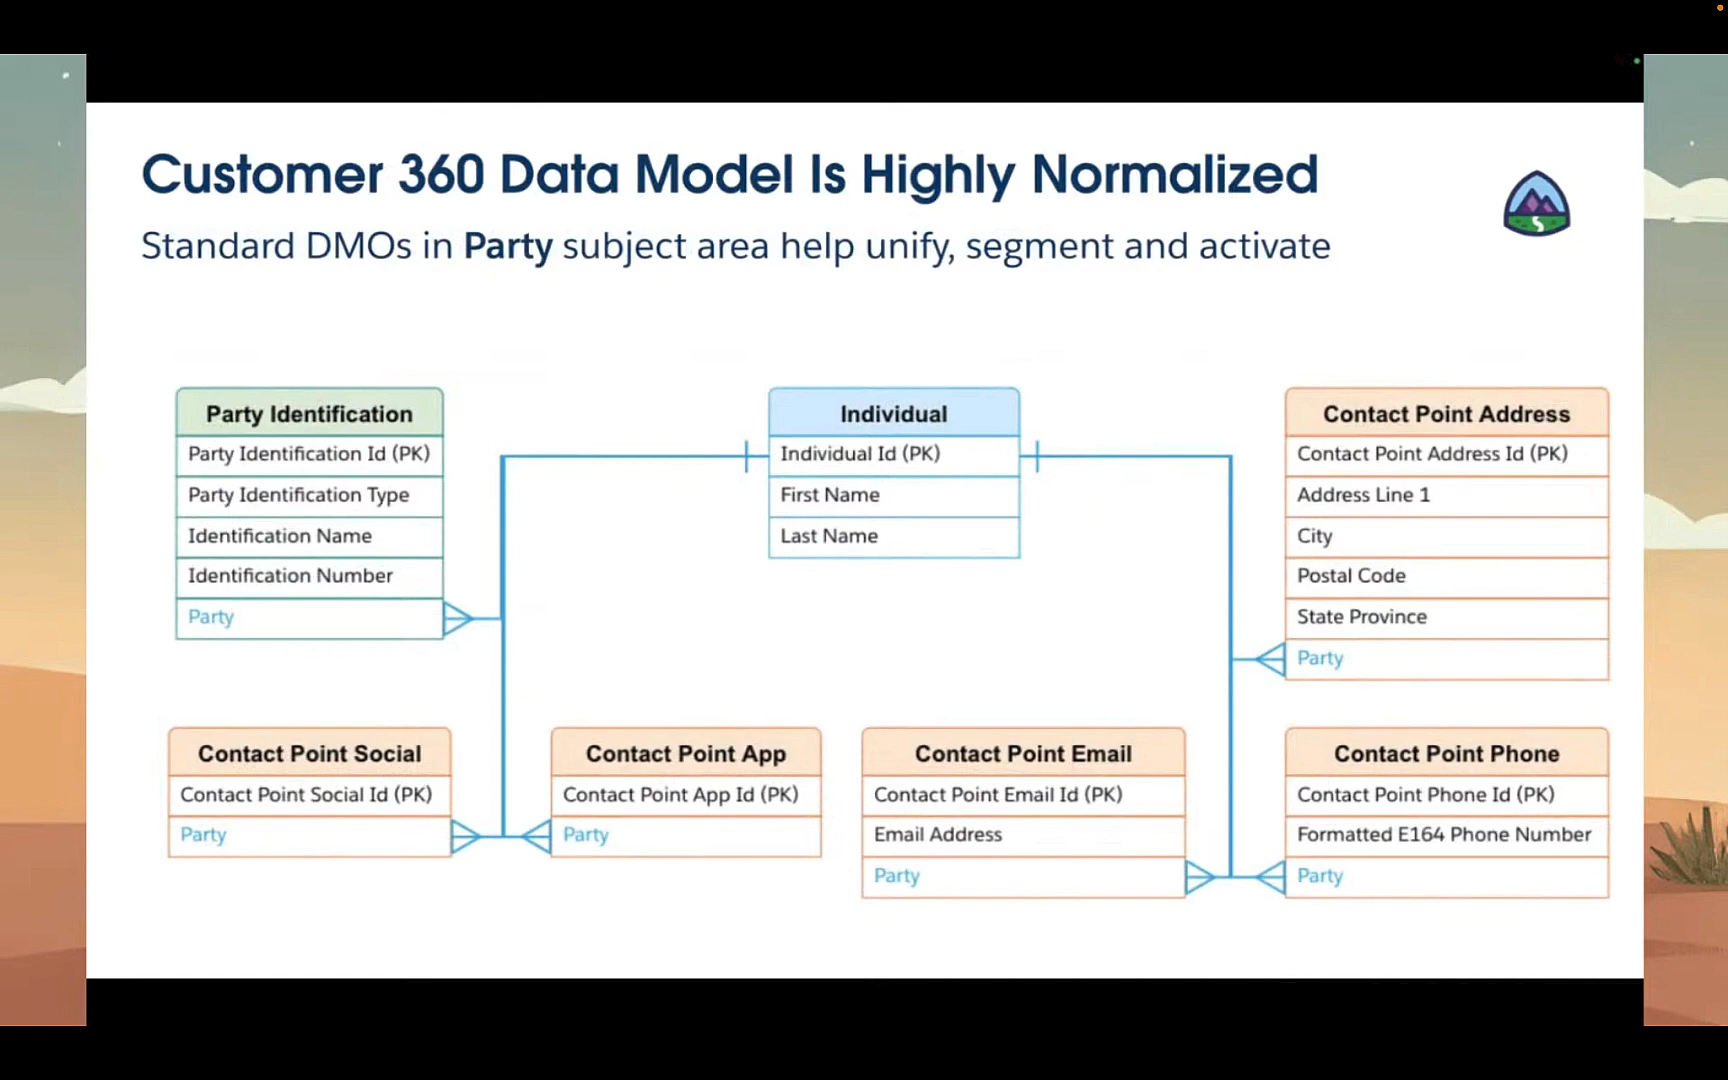 Customer 360 Data Model Is Highly Normalized
Standard DMOs in Party subject area help unify, segment and activate
Party Identification
Party Identification Id (PK)
Party Identification Type
Identification Name
Identification Number
Party
Individual
Individual Id (PK)
First Name
Last Name
Contact Point Address
Contact Point Address Id (PK)
Address Line 1
City
Postal Code
State Province
Party
Contact Point Social
Contact Point Social Id (PK)
Party
Contact Point App
Contact Point App Id (PK)
Party
Contact Point Email
Contact Point Email Id (PK)
Email Address
Party
Contact Point Phone
Contact Point Phone Id (PK)
Formatted E164 Phone Number
Party